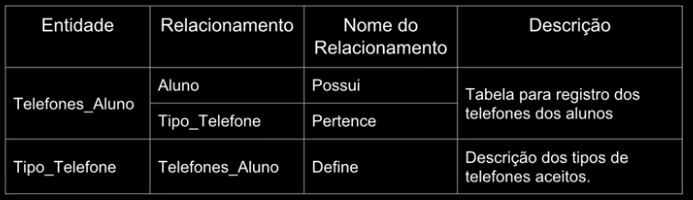 Entidade Relacionamento Nome do Relacionamento Descrição
Telefones_Aluno Aluno Possui Tabela para registro dos
telefones dos alunos
Tipo_Telefone Pertence
Tipo_Telefone Telefones_Aluno Define Descrição dos tipos de
telefones aceitos.